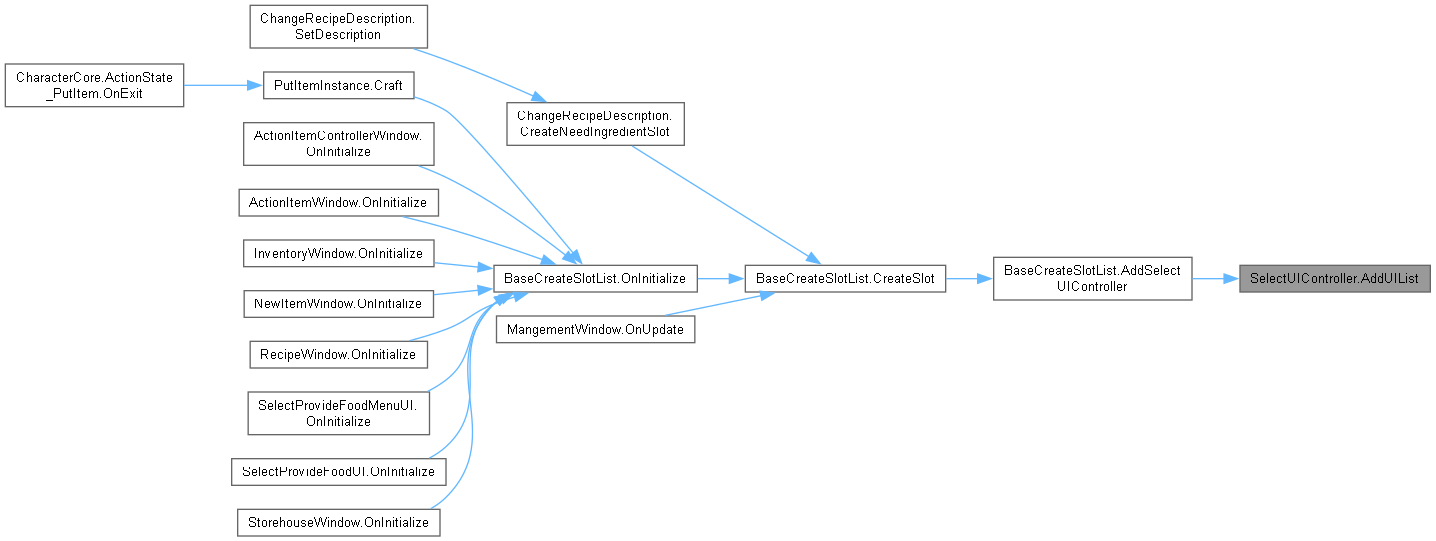 ChangeRecipeDescription.
SetDescription
CharacterCore.ActionState
_PutItem.OnExit
PutItemInstance.Craft
ChangeRecipeDescription.
CreateNeedIngredientSlot
ActionItemControllerWindow.
OnInitialize
ActionItemWindow.OnInitialize
InventoryWindow.OnInitialize
BaseCreateSlotList.OnInitialize
BaseCreateSlotList.CreateSlot
BaseCreateSlotList.AddSelect
UIController
SelectUIController.AddUIList
NewItemWindow.OnInitialize
MangementWindow.OnUpdate
RecipeWindow.OnInitialize
SelectProvideFoodMenuUI.
OnInitialize
SelectProvideFoodUI.OnInitialize
StorehouseWindow.OnInitialize